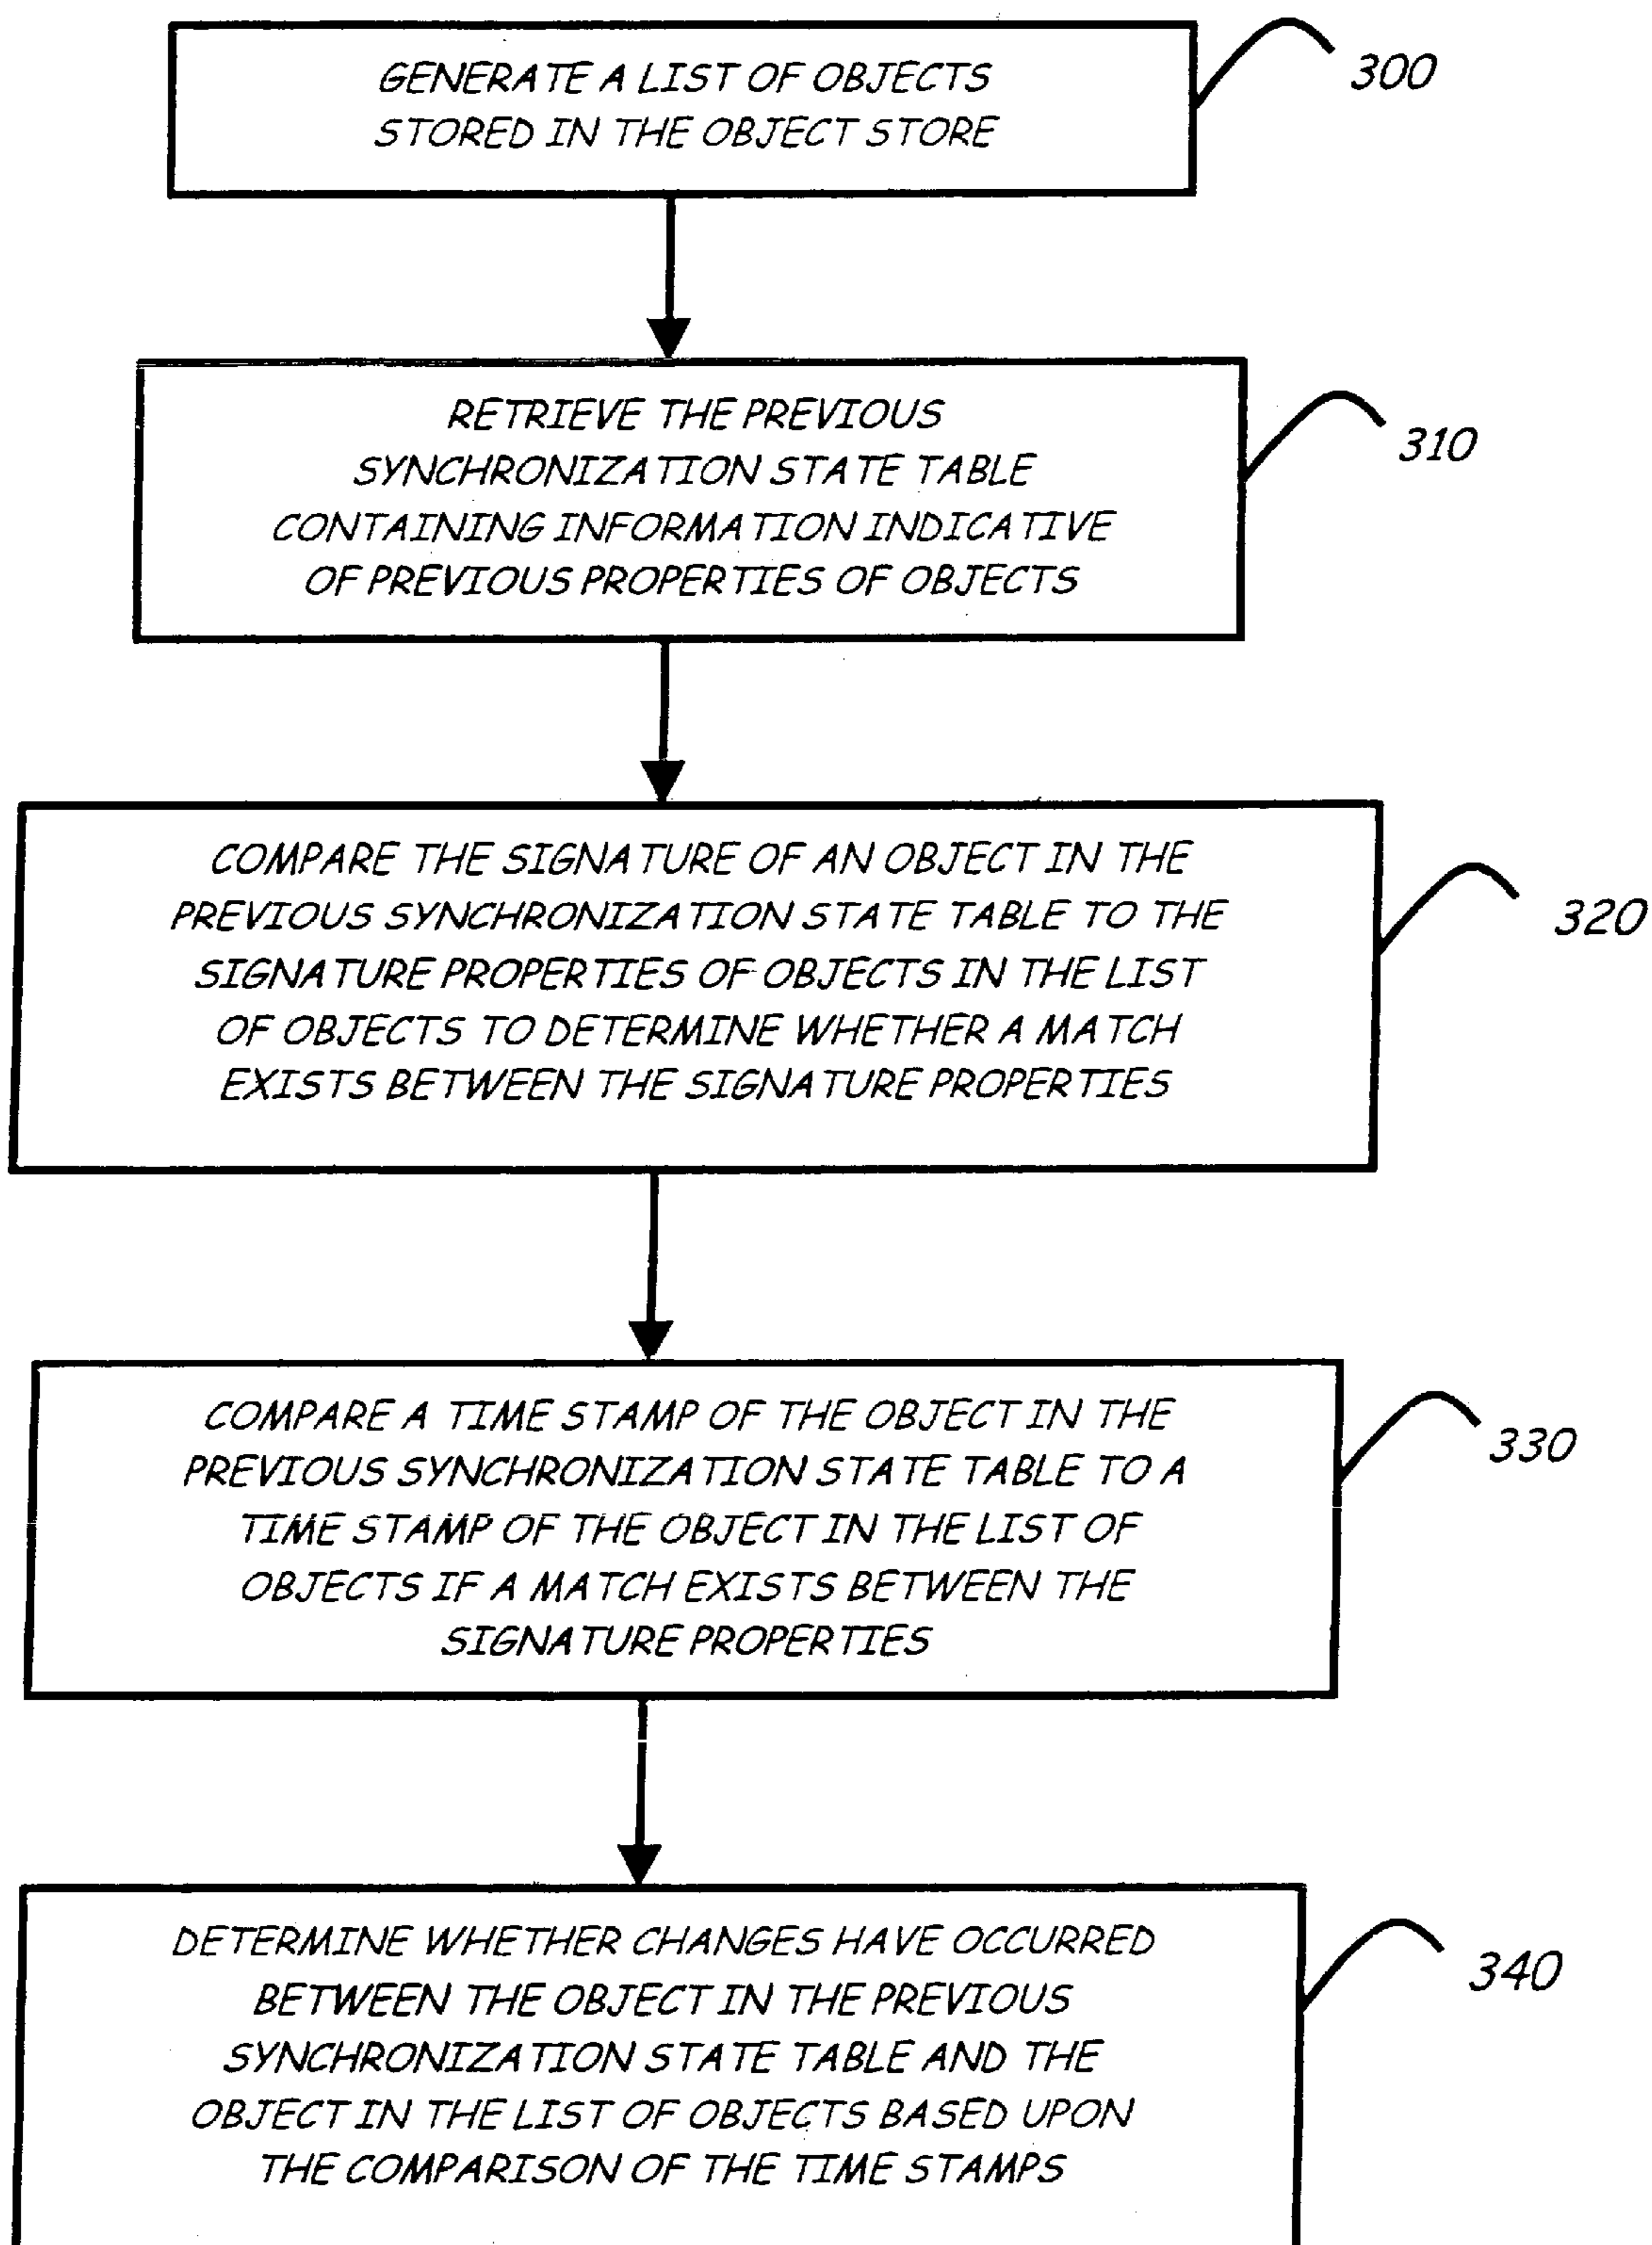 GENERATE A LIST OF OBJECTS
STORED IN THE OBJECT STORE
300
RETRIEVE THE PREVIOUS
SYNCHRONIZATION STATE TABLE
CONTAINING INFORMATION INDICATIVE
OF PREVIOUS PROPERTIES OF OBJECTS
310
COMPARE THE SIGNATURE OF AN OBJECT IN THE
PREVIOUS SYNCHRONIZATION STATE TABLE TO THE
SIGNATURE PROPERTIES OF OBJECTS IN THE LIST
OF OBJECTS TO DETERMINE WHETHER A MATCH
EXISTS BETWEEN THE SIGNATURE PROPERTIES
320
COMPARE A TIME STAMP OF THE OBJECT IN THE
PREVIOUS SYNCHRONIZATION STATE TABLE TO A
TIME STAMP OF THE OBJECT IN THE LIST OF
OBJECTS IF A MATCH EXISTS BETWEEN THE
SIGNATURE PROPERTIES
330
DETERMINE WHETHER CHANGES HAVE OCCURRED
BETWEEN THE OBJECT IN THE PREVIOUS
SYNCHRONIZATION STATE TABLE AND THE
OBJECT IN THE LIST OF OBJECTS BASED UPON
THE COMPARISON OF THE TIME STAMPS
340